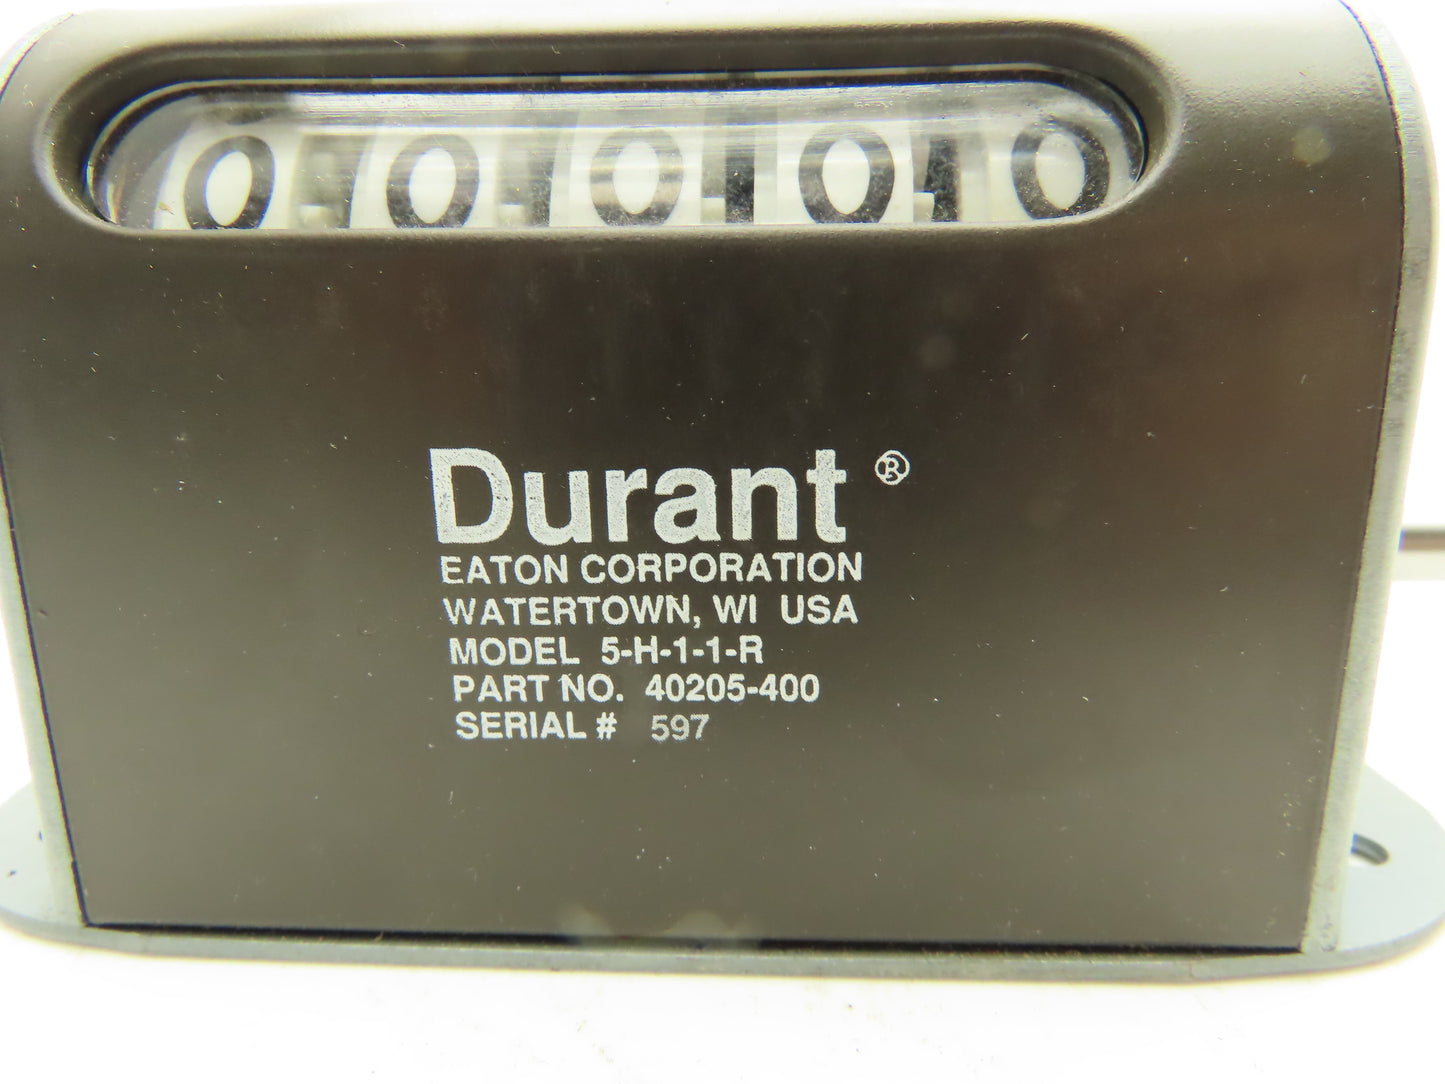 0 0 0 0 0
Durant ®
EATON CORPORATION
WATERTOWN, WI USA
MODEL 5-H-1-1-R
PART NO. 40205-400
SERIAL # 597